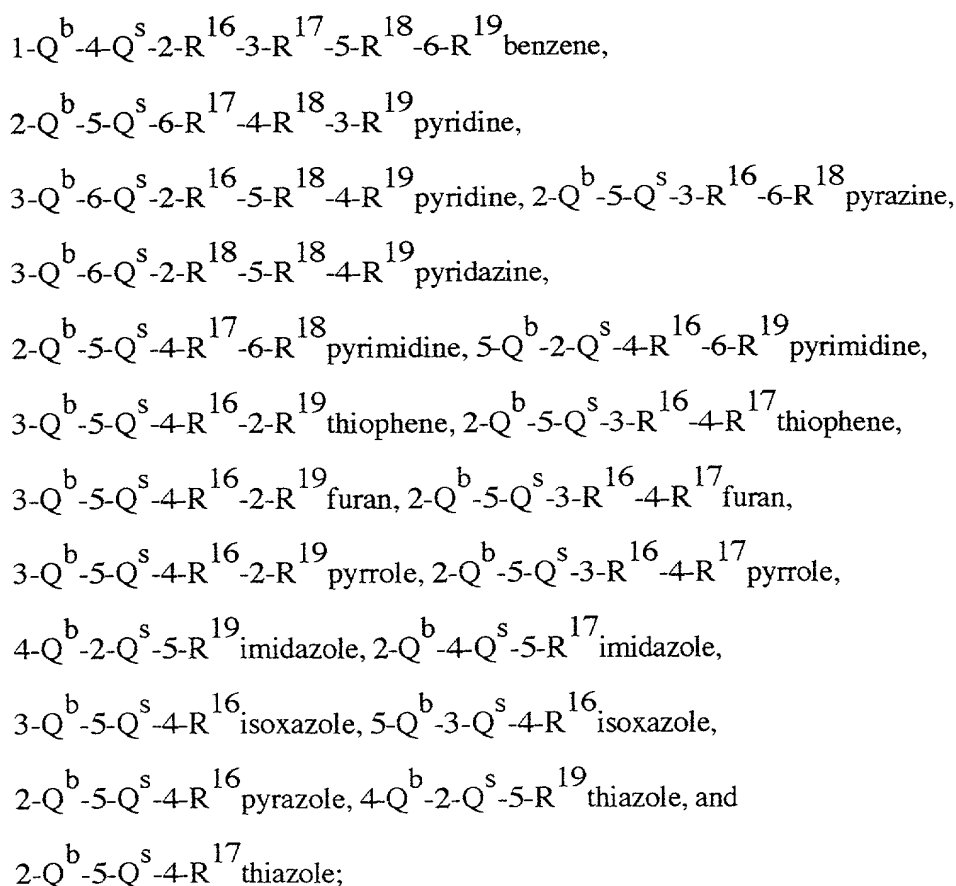 1-Q^b-4-Q^s-2-R^16-3-R^17-5-R^18-6-R^19benzene,
2-Q^b-5-Q^s-6-R^17-4-R^18-3-R^19pyridine,
3-Q^b-6-Q^s-2-R^16-5-R^18-4-R^19pyridine, 2-Q^b-5-Q^s-3-R^16-6-R^18pyrazine,
3-Q^b-6-Q^s-2-R^18-5-R^18-4-R^19pyridazine,
2-Q^b-5-Q^s-4-R^17-6-R^18pyrimidine, 5-Q^b-2-Q^s-4-R^16-6-R^19pyrimidine,
3-Q^b-5-Q^s-4-R^16-2-R^19thiophene, 2-Q^b-5-Q^s-3-R^16-4-R^17thiophene,
3-Q^b-5-Q^s-4-R^16-2-R^19furan, 2-Q^b-5-Q^s-3-R^16-4-R^17furan,
3-Q^b-5-Q^s-4-R^16-2-R^19pyrrole, 2-Q^b-5-Q^s-3-R^16-4-R^17pyrrole,
4-Q^b-2-Q^s-5-R^19imidazole, 2-Q^b-4-Q^s-5-R^17imidazole,
3-Q^b-5-Q^s-4-R^16isoxazole, 5-Q^b-3-Q^s-4-R^16isoxazole,
2-Q^b-5-Q^s-4-R^16pyrazole, 4-Q^b-2-Q^s-5-R^19thiazole, and
2-Q^b-5-Q^s-4-R^17thiazole;